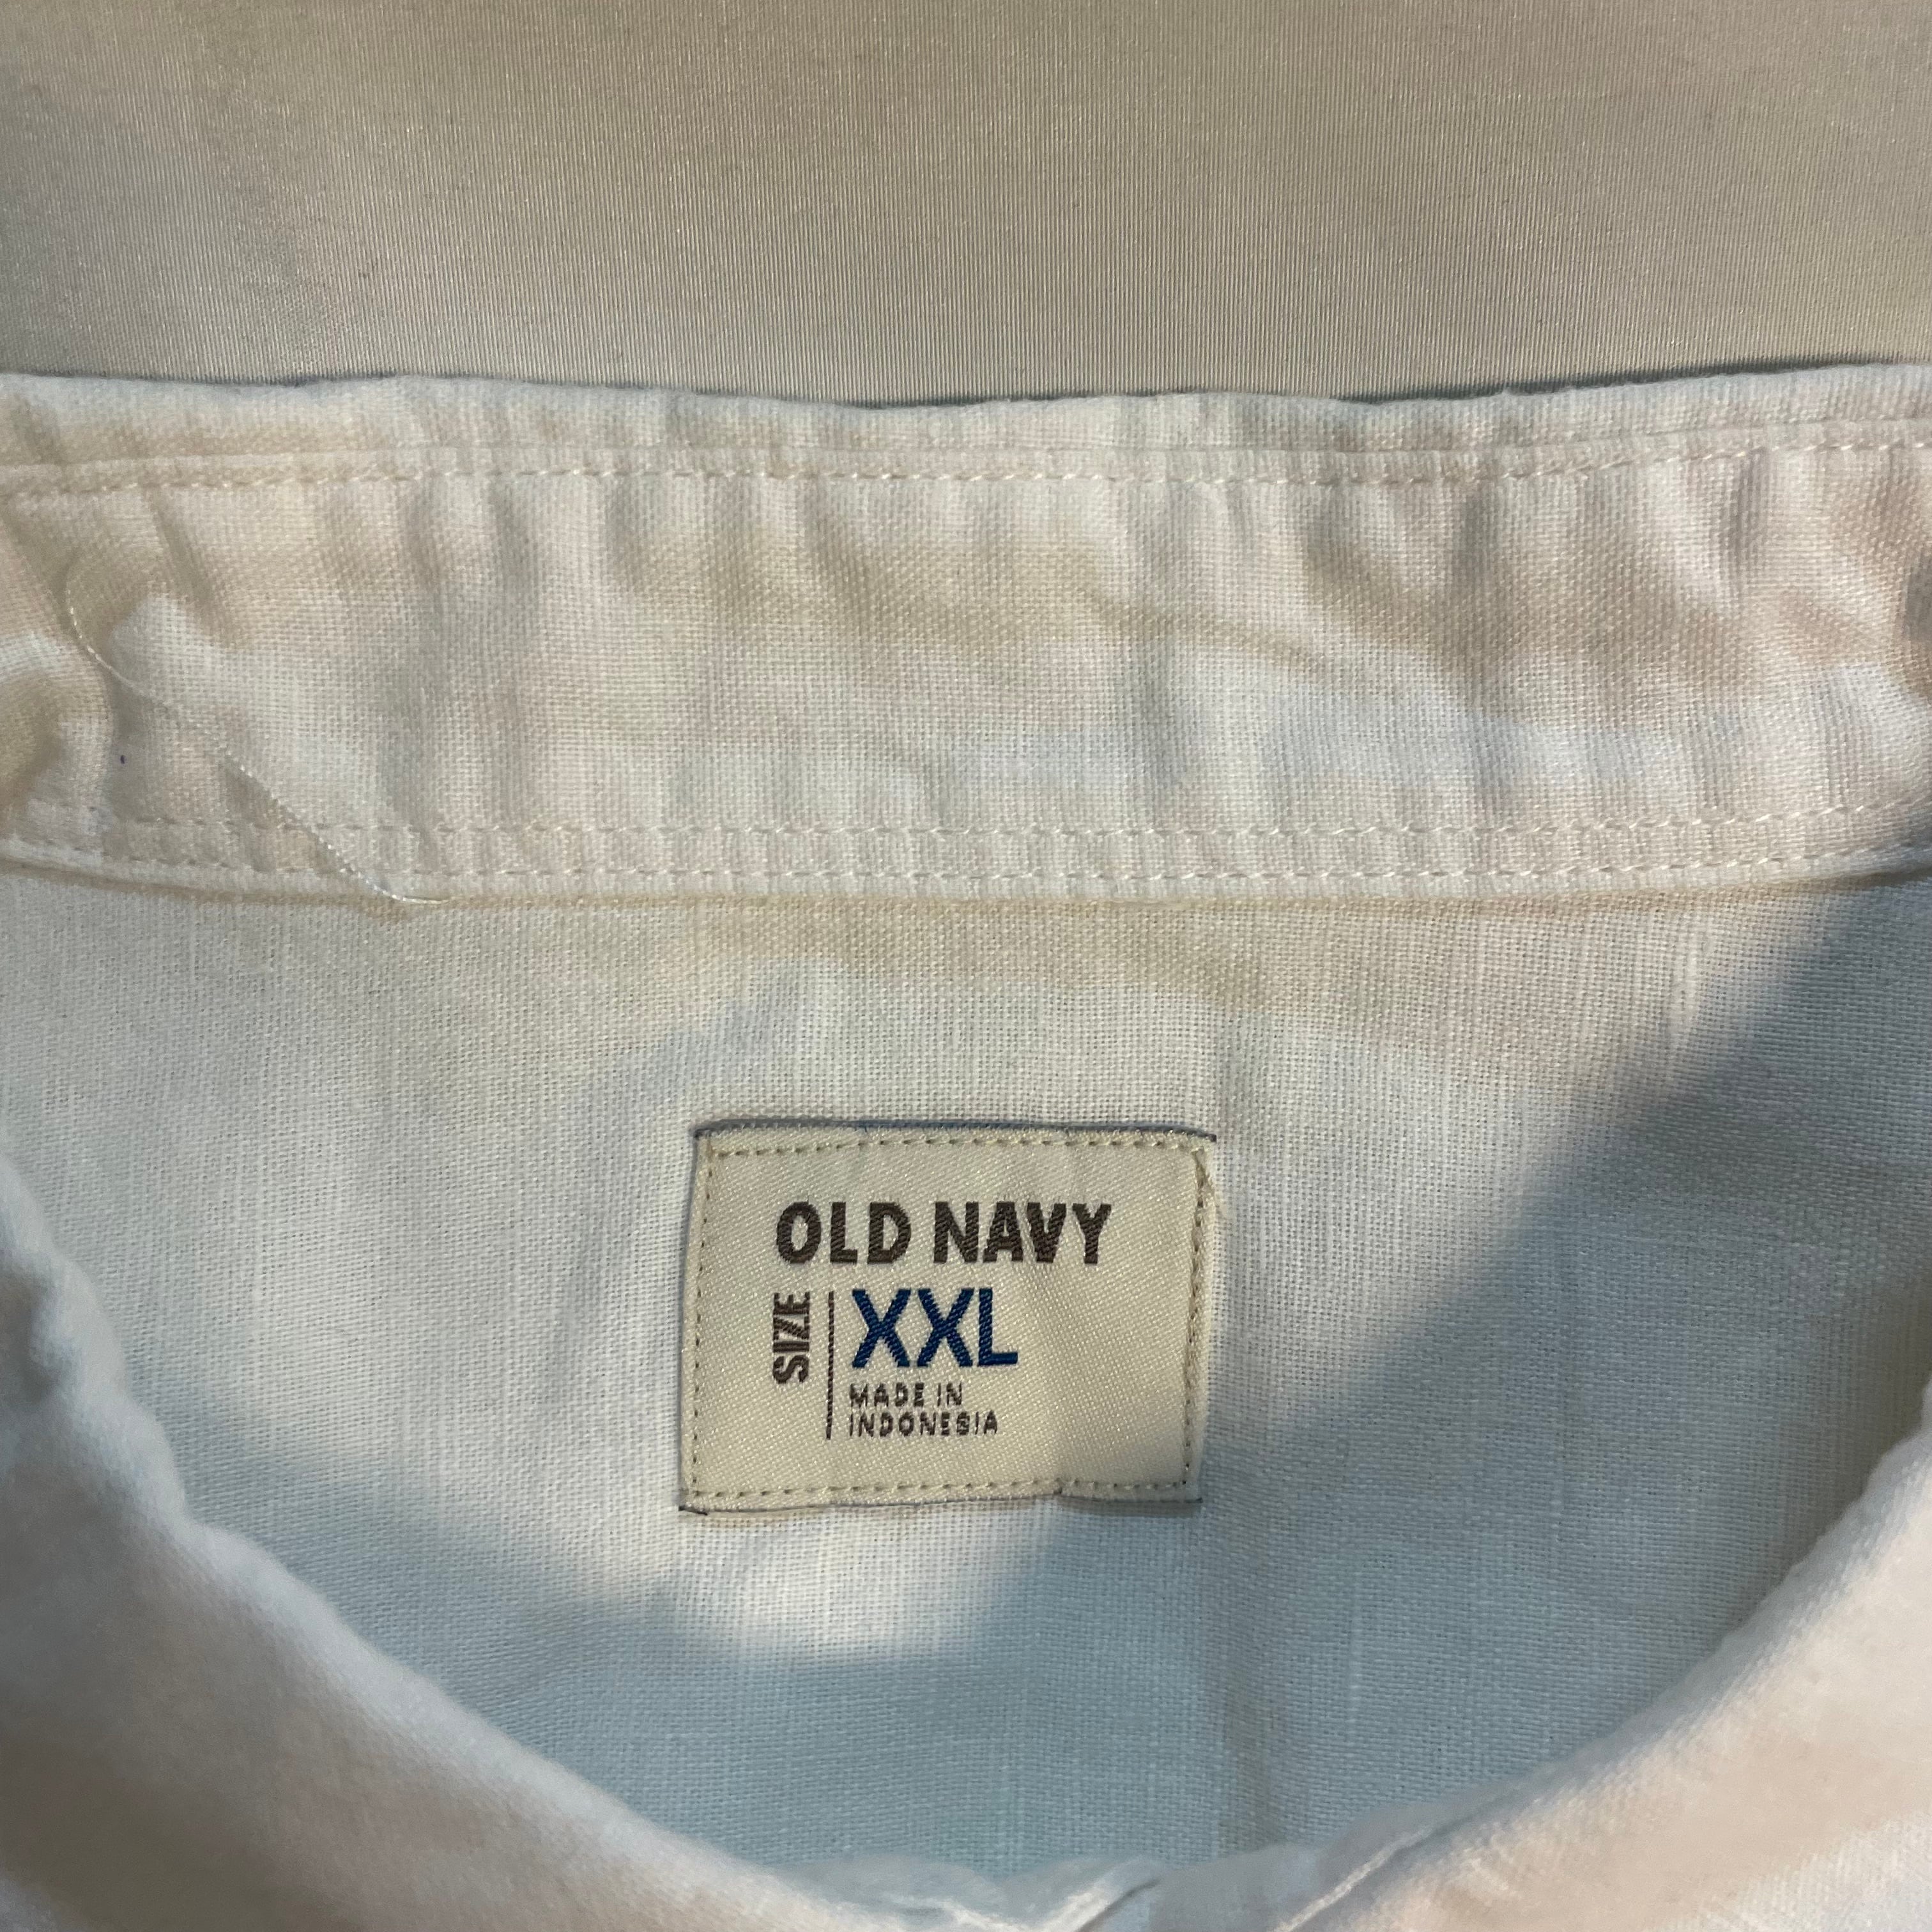 OLD NAVY
SIZE
XXL
MADE IN
INDONESIA